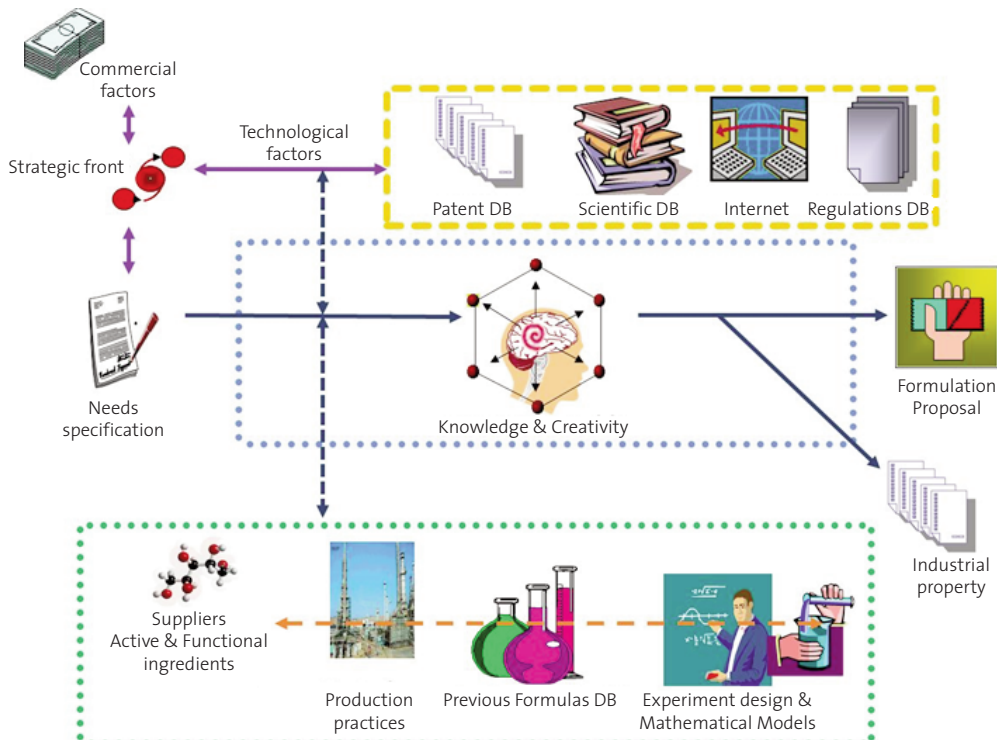 Commercial
factors
Technological
factors
Strategic front
Patent DB
Scientific DB
Internet
Regulations DB
Needs
specification
Knowledge & Creativity
Formulation
Proposal
Industrial
property
Suppliers
Active & Functional
ingredients
Production
practices
Previous Formulas DB
Experiment design &
Mathematical Models